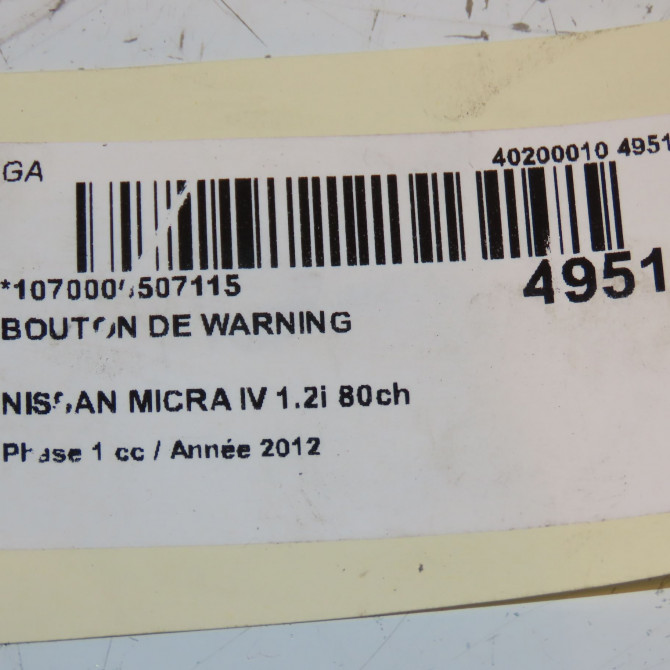 GA
40200010 4951
4951
BOUTON DE WARNING
NISSAN MICRA IV 1.2i 80ch
Phase 1 cc / Année 2012